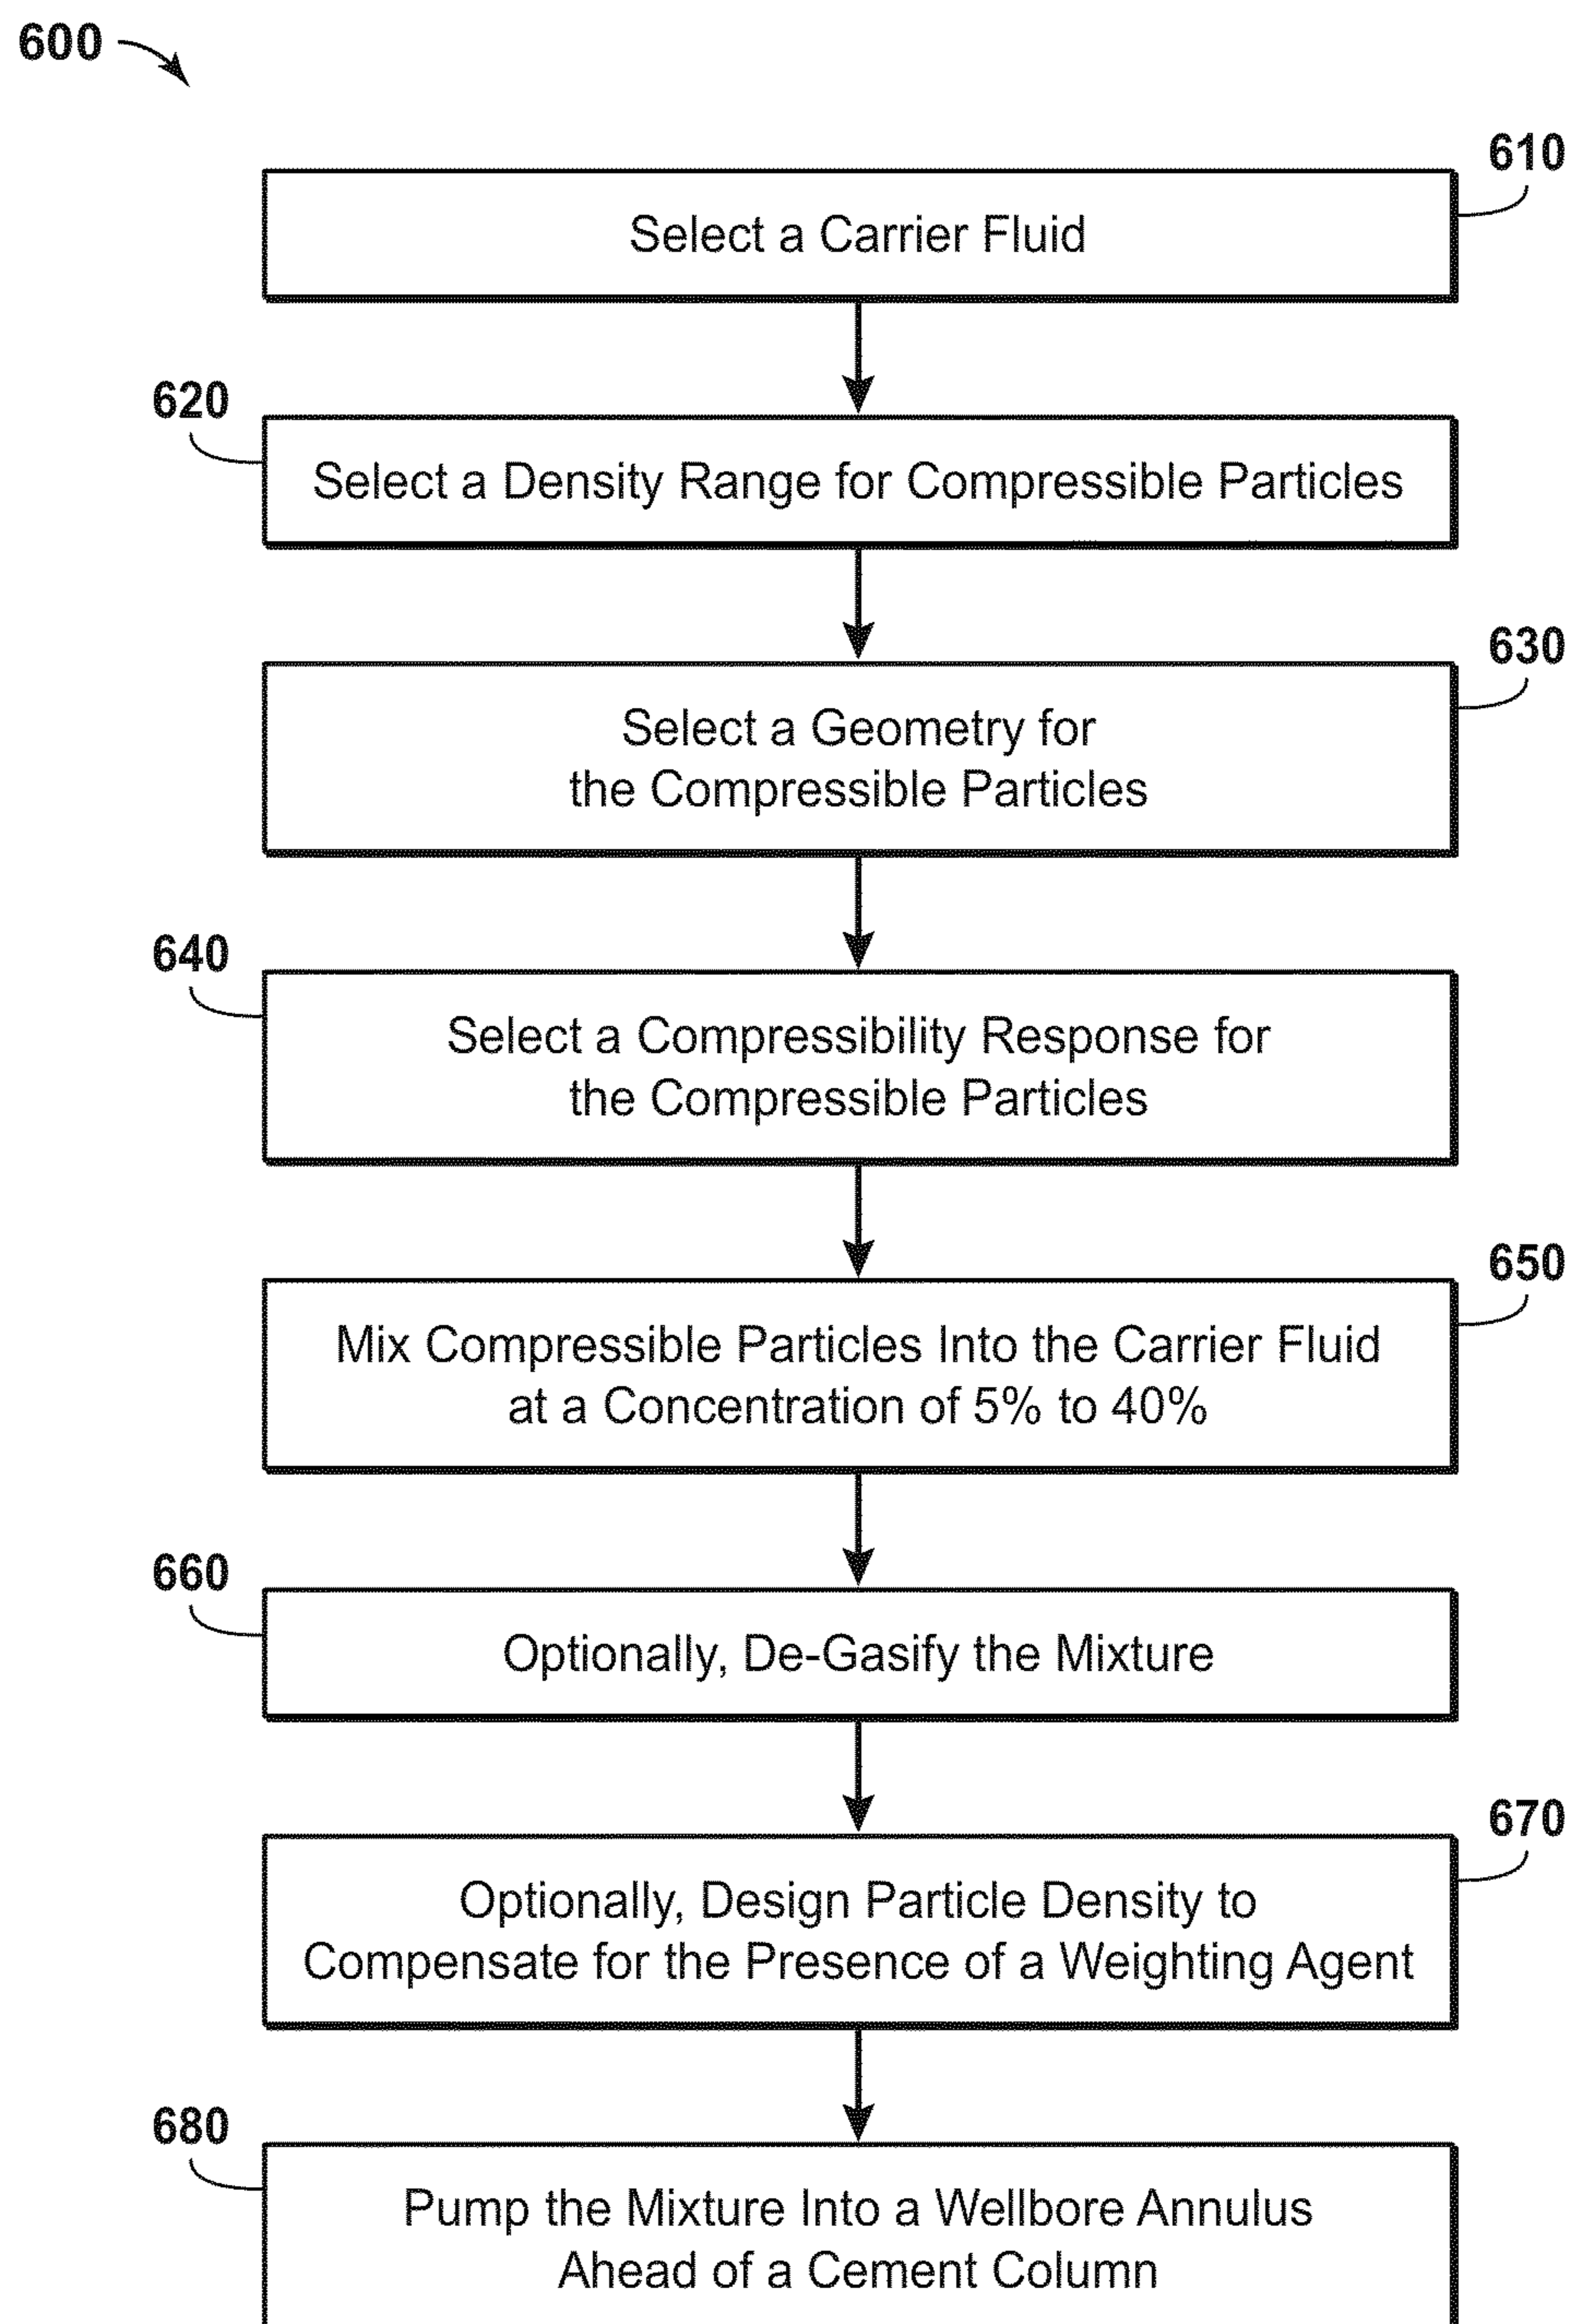 600
610
Select a Carrier Fluid
620
Select a Density Range for Compressible Particles
630
Select a Geometry for
the Compressible Particles
640
Select a Compressibility Response for
the Compressible Particles
650
Mix Compressible Particles Into the Carrier Fluid
at a Concentration of 5% to 40%
660
Optionally, De-Gasify the Mixture
670
Optionally, Design Particle Density to
Compensate for the Presence of a Weighting Agent
680
Pump the Mixture Into a Wellbore Annulus
Ahead of a Cement Column